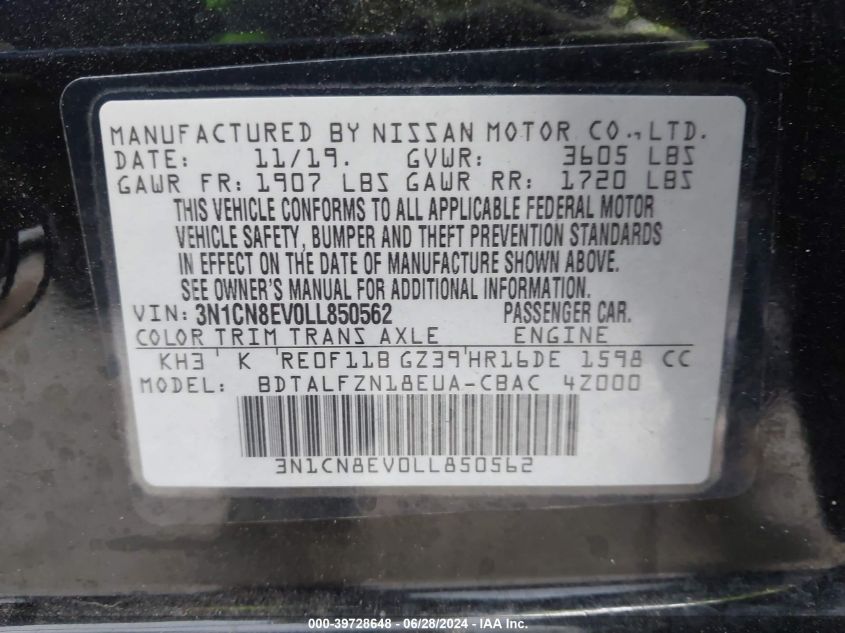 MANUFACTURED BY NISSAN MOTOR CO.,LTD.
DATE: 11/19. GVWR: 3605 LBS
GAWR FR: 1907 LBS GAWR RR: 1720 LBS
THIS VEHICLE CONFORMS TO ALL APPLICABLE FEDERAL MOTOR
VEHICLE SAFETY, BUMPER AND THEFT PREVENTION STANDARDS
IN EFFECT ON THE DATE OF MANUFACTURE SHOWN ABOVE.
SEE OWNER'S MANUAL FOR ADDITIONAL INFORMATION.
VIN: 3N1CN8EV0LL850562 PASSENGER CAR.
COLOR TRIM TRANS AXLE ENGINE
KH3 K RE0F11B GZ39 HR16DE 1598 CC
MODEL: BDTALFZN18EUA-CBAC 4Z000
3N1CN8EV0LL850562
000-39728648 - 06/28/2024 - IAA Inc.